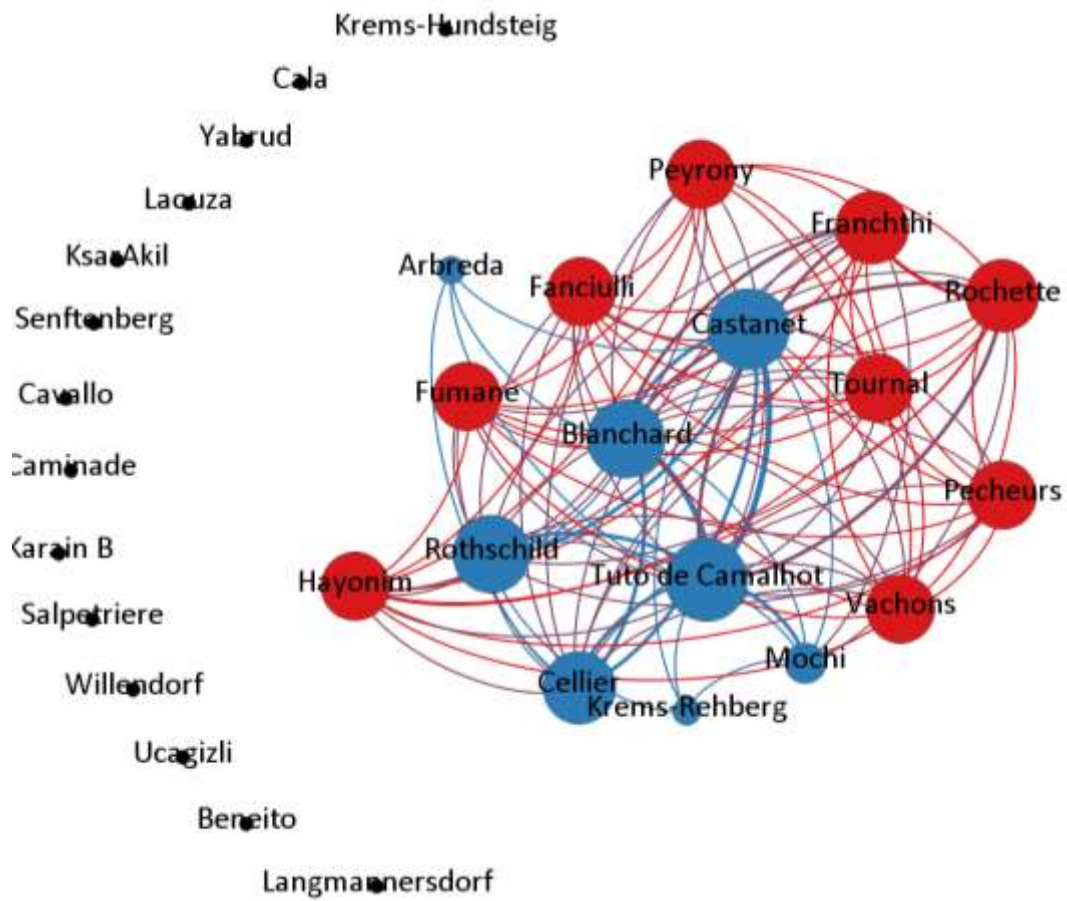 Krems-Hundsteig
Cala
Yabrud
Laouza
KsarAkil
Senftenberg
Cavallo
Caminade
Karain B
Salpetriere
Willendorf
Ucagizli
Beneito
Langmannersdorf
Peyrony
Franchthi
Arbreda
Fanciulli
Rochette
Castanet
Fumane
Tournal
Blanchard
Pecheurs
Rothschild
Tuto de Camalhot
Hayonim
Vachons
Mochi
Cellier
Krems-Rehberg